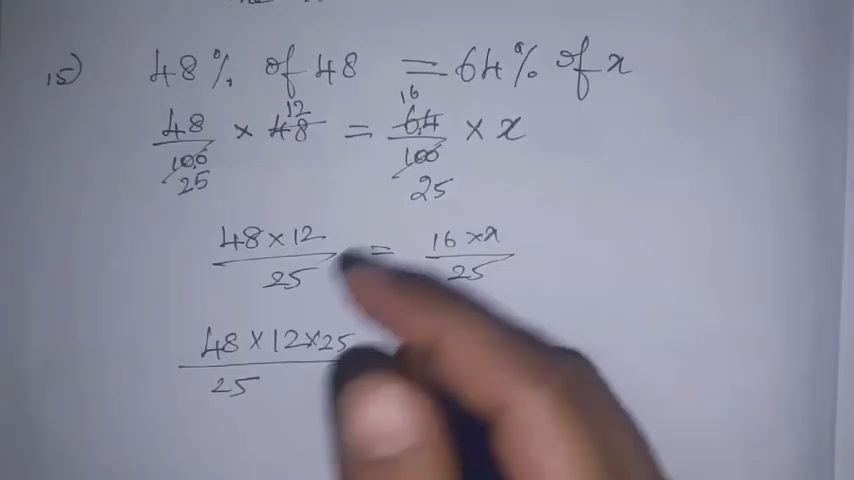 15) 48% of 48 = 64% of x
12 16
48/100 × 48 = 64/100 × x
25 25
48×12/25 = 16×x/25
48×12×25/25